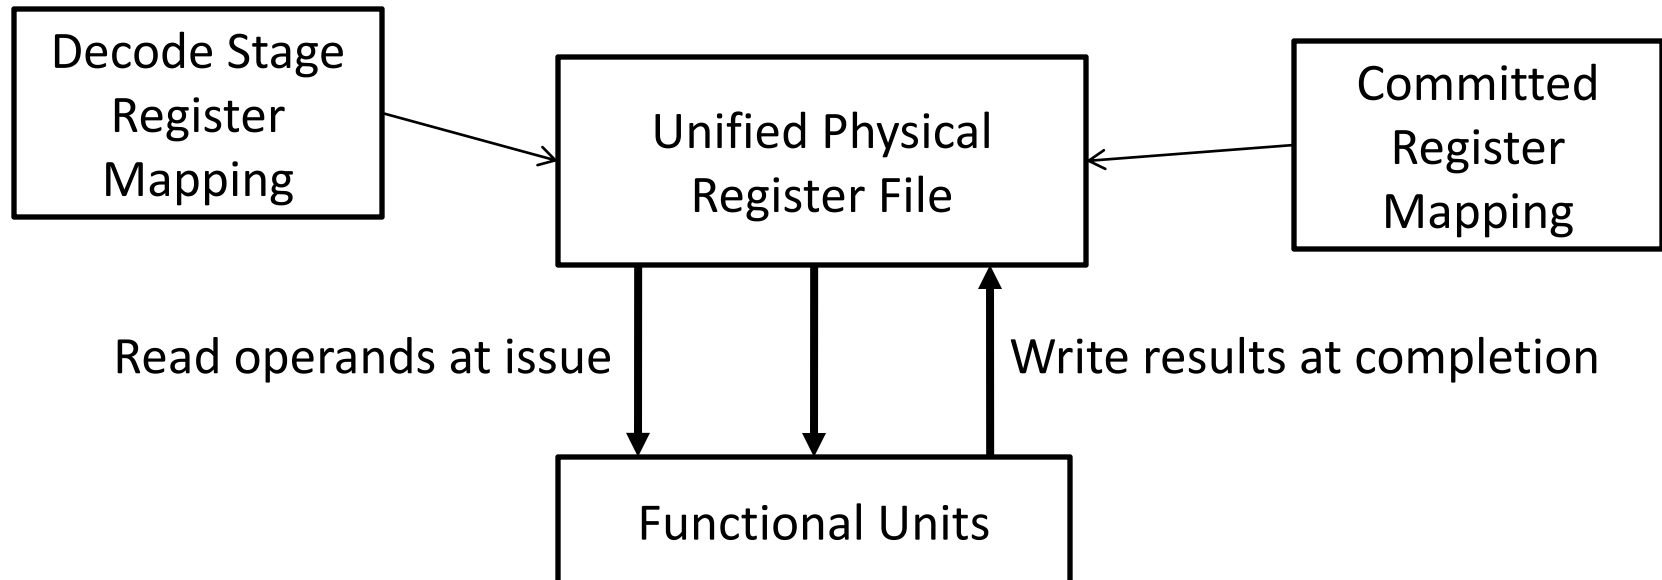 Decode Stage
Register
Mapping
Unified Physical
Register File
Committed
Register
Mapping
Read operands at issue
Write results at completion
Functional Units